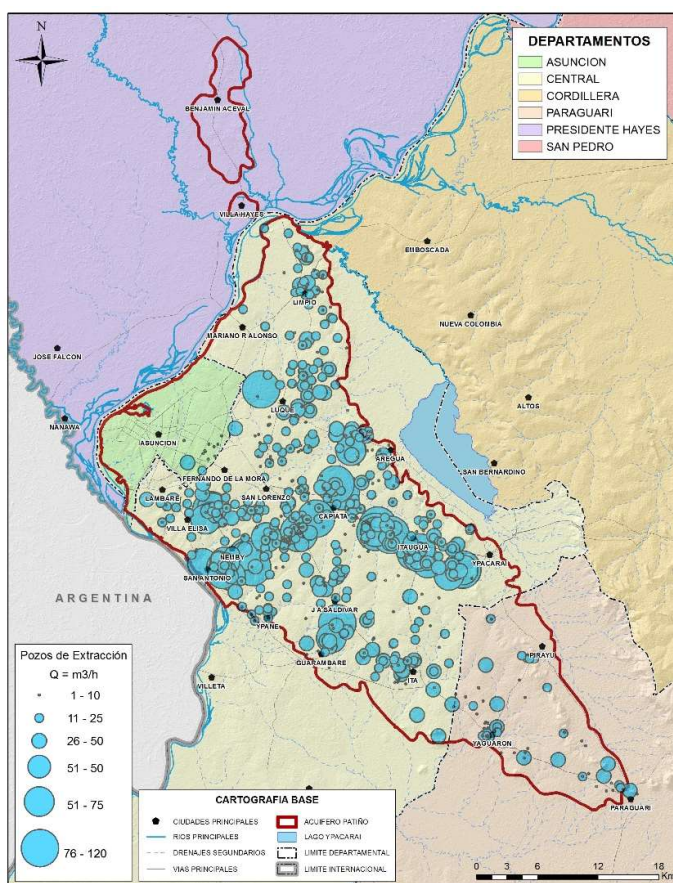 N
DEPARTAMENTOS
ASUNCION
CENTRAL
CORDILLERA
PARAGUARI
PRESIDENTE HAYES
SAN PEDRO
BENJAMIN ACEVAL
VILLA HAYES
EMBOSCADA
LIMPIO
NUEVA COLOMBIA
MARIANO R ALONSO
JOSE FALCON
ALTOS
LUQUE
NANAWA
ASUNCION
AREGUA
SAN BERNARDINO
FERNANDO DE LA MORA
LAMBARE
SAN LORENZO
CAPIATA
VILLA ELISA
ITAUGUA
YPACARAI
ÑEMBY
SAN ANTONIO
ARGENTINA
J A SALDIVAR
YPANE
PIRAYU
GUARAMBARE
ITA
VILLETA
YAGUARON
PARAGUARI
Pozos de Extracción
Q = m3/h
1 - 10
11 - 25
26 - 50
51 - 50
51 - 75
76 - 120
CARTOGRAFIA BASE
CIUDADES PRINCIPALES
RIOS PRINCIPALES
DRENAJES SEGUNDARIOS
VIAS PRINCIPALES
ACUIFERO PATIÑO
LAGO YPACARAI
LIMITE DEPARTAMENTAL
LIMITE INTERNACIONAL
0 3 6 12 18
Km